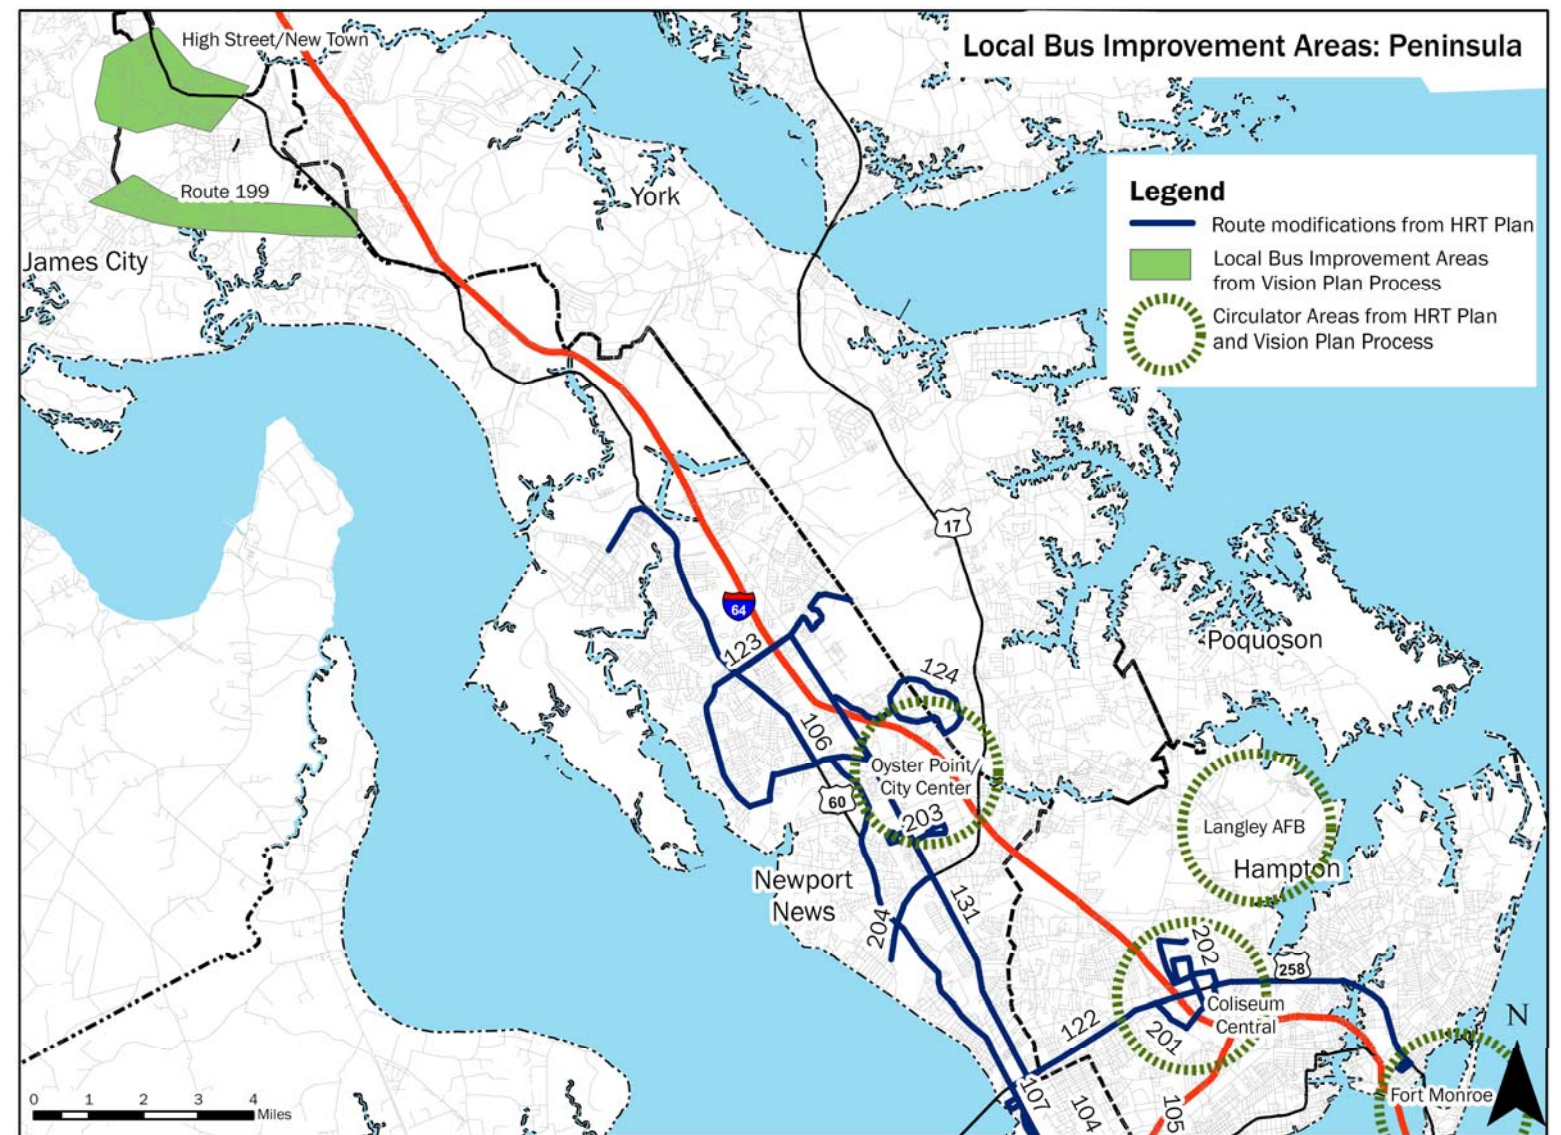 Local Bus Improvement Areas: Peninsula
High Street/New Town
Route 199
York
James City
Legend
Route modifications from HRT Plan
Local Bus Improvement Areas
from Vision Plan Process
Circulator Areas from HRT Plan
and Vision Plan Process
17
64
123
Poquoson
124
106
Oyster Point/
City Center
60
203
Langley AFB
Hampton
Newport
News
131
204
202
258
Coliseum
Central
122
201
N
107
104
105
Fort Monroe
0 1 2 3 4
Miles